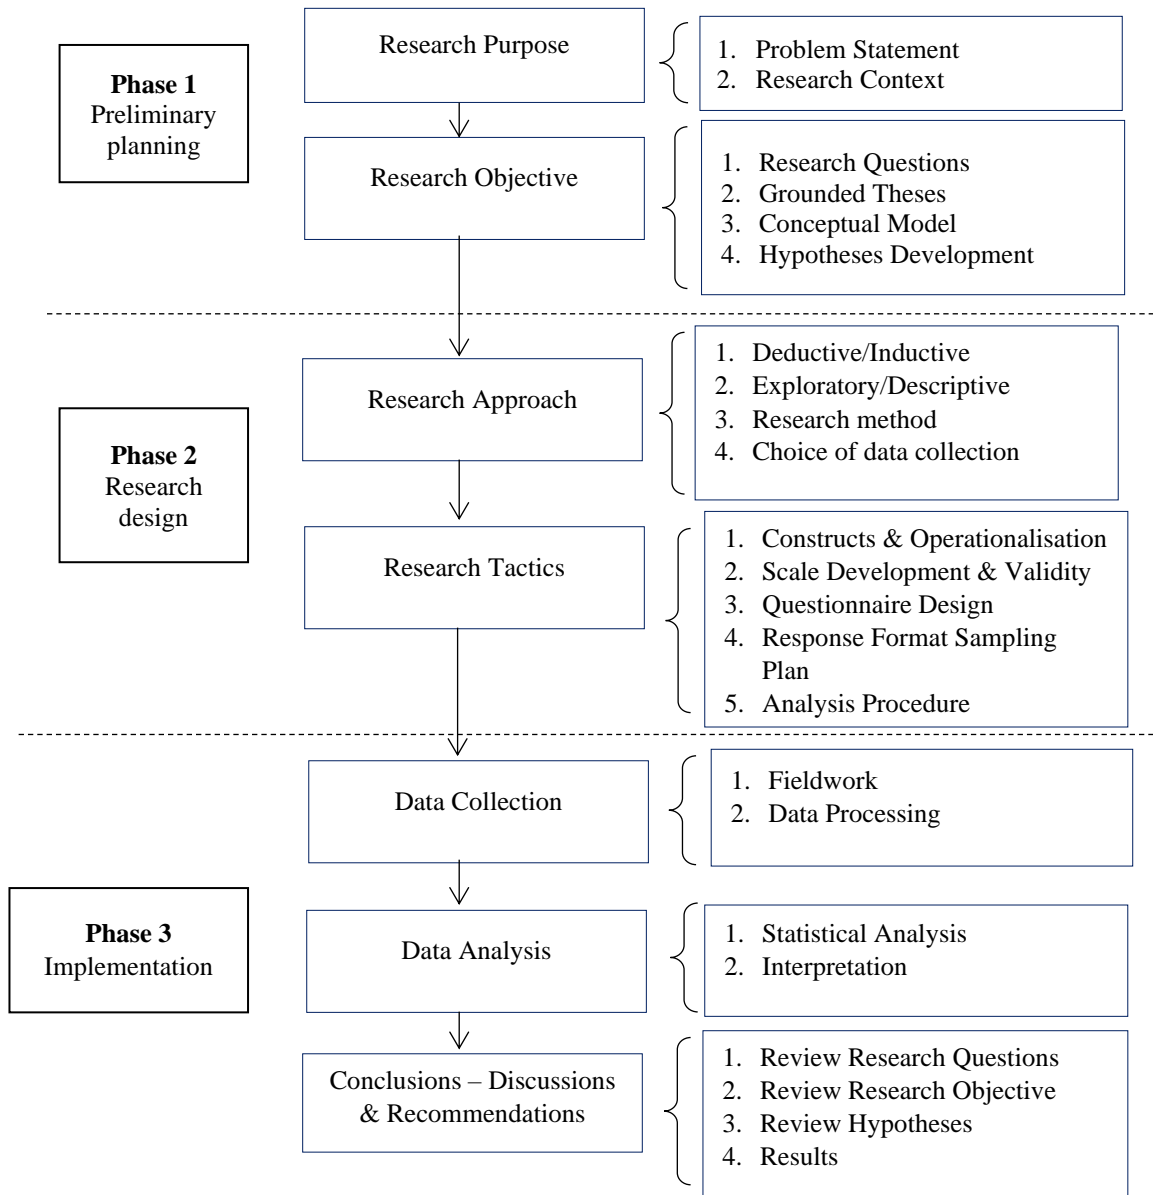 Phase 1
Preliminary
planning
Research Purpose
1. Problem Statement
2. Research Context
Research Objective
1. Research Questions
2. Grounded Theses
3. Conceptual Model
4. Hypotheses Development
Phase 2
Research
design
Research Approach
1. Deductive/Inductive
2. Exploratory/Descriptive
3. Research method
4. Choice of data collection
Research Tactics
1. Constructs & Operationalisation
2. Scale Development & Validity
3. Questionnaire Design
4. Response Format Sampling
Plan
5. Analysis Procedure
Phase 3
Implementation
Data Collection
1. Fieldwork
2. Data Processing
Data Analysis
1. Statistical Analysis
2. Interpretation
Conclusions – Discussions
& Recommendations
1. Review Research Questions
2. Review Research Objective
3. Review Hypotheses
4. Results